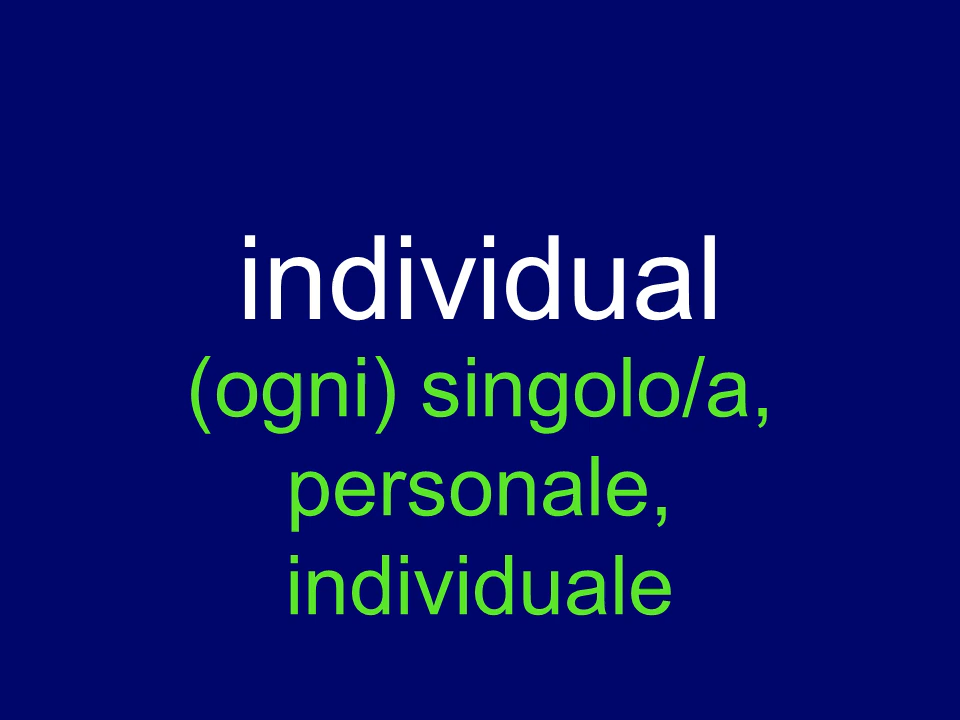 individual
(ogni) singolo/a,
personale,
individuale